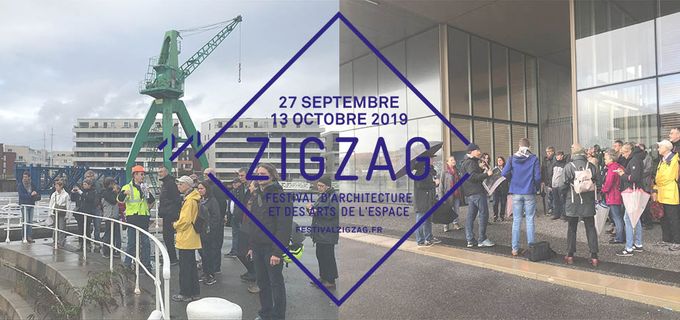 27 SEPTEMBRE
13 OCTOBRE 2019
ZIGZAG
FESTIVAL D'ARCHITECTURE
ET DES ARTS DE L'ESPACE
FESTIVALZIGZAG.FR